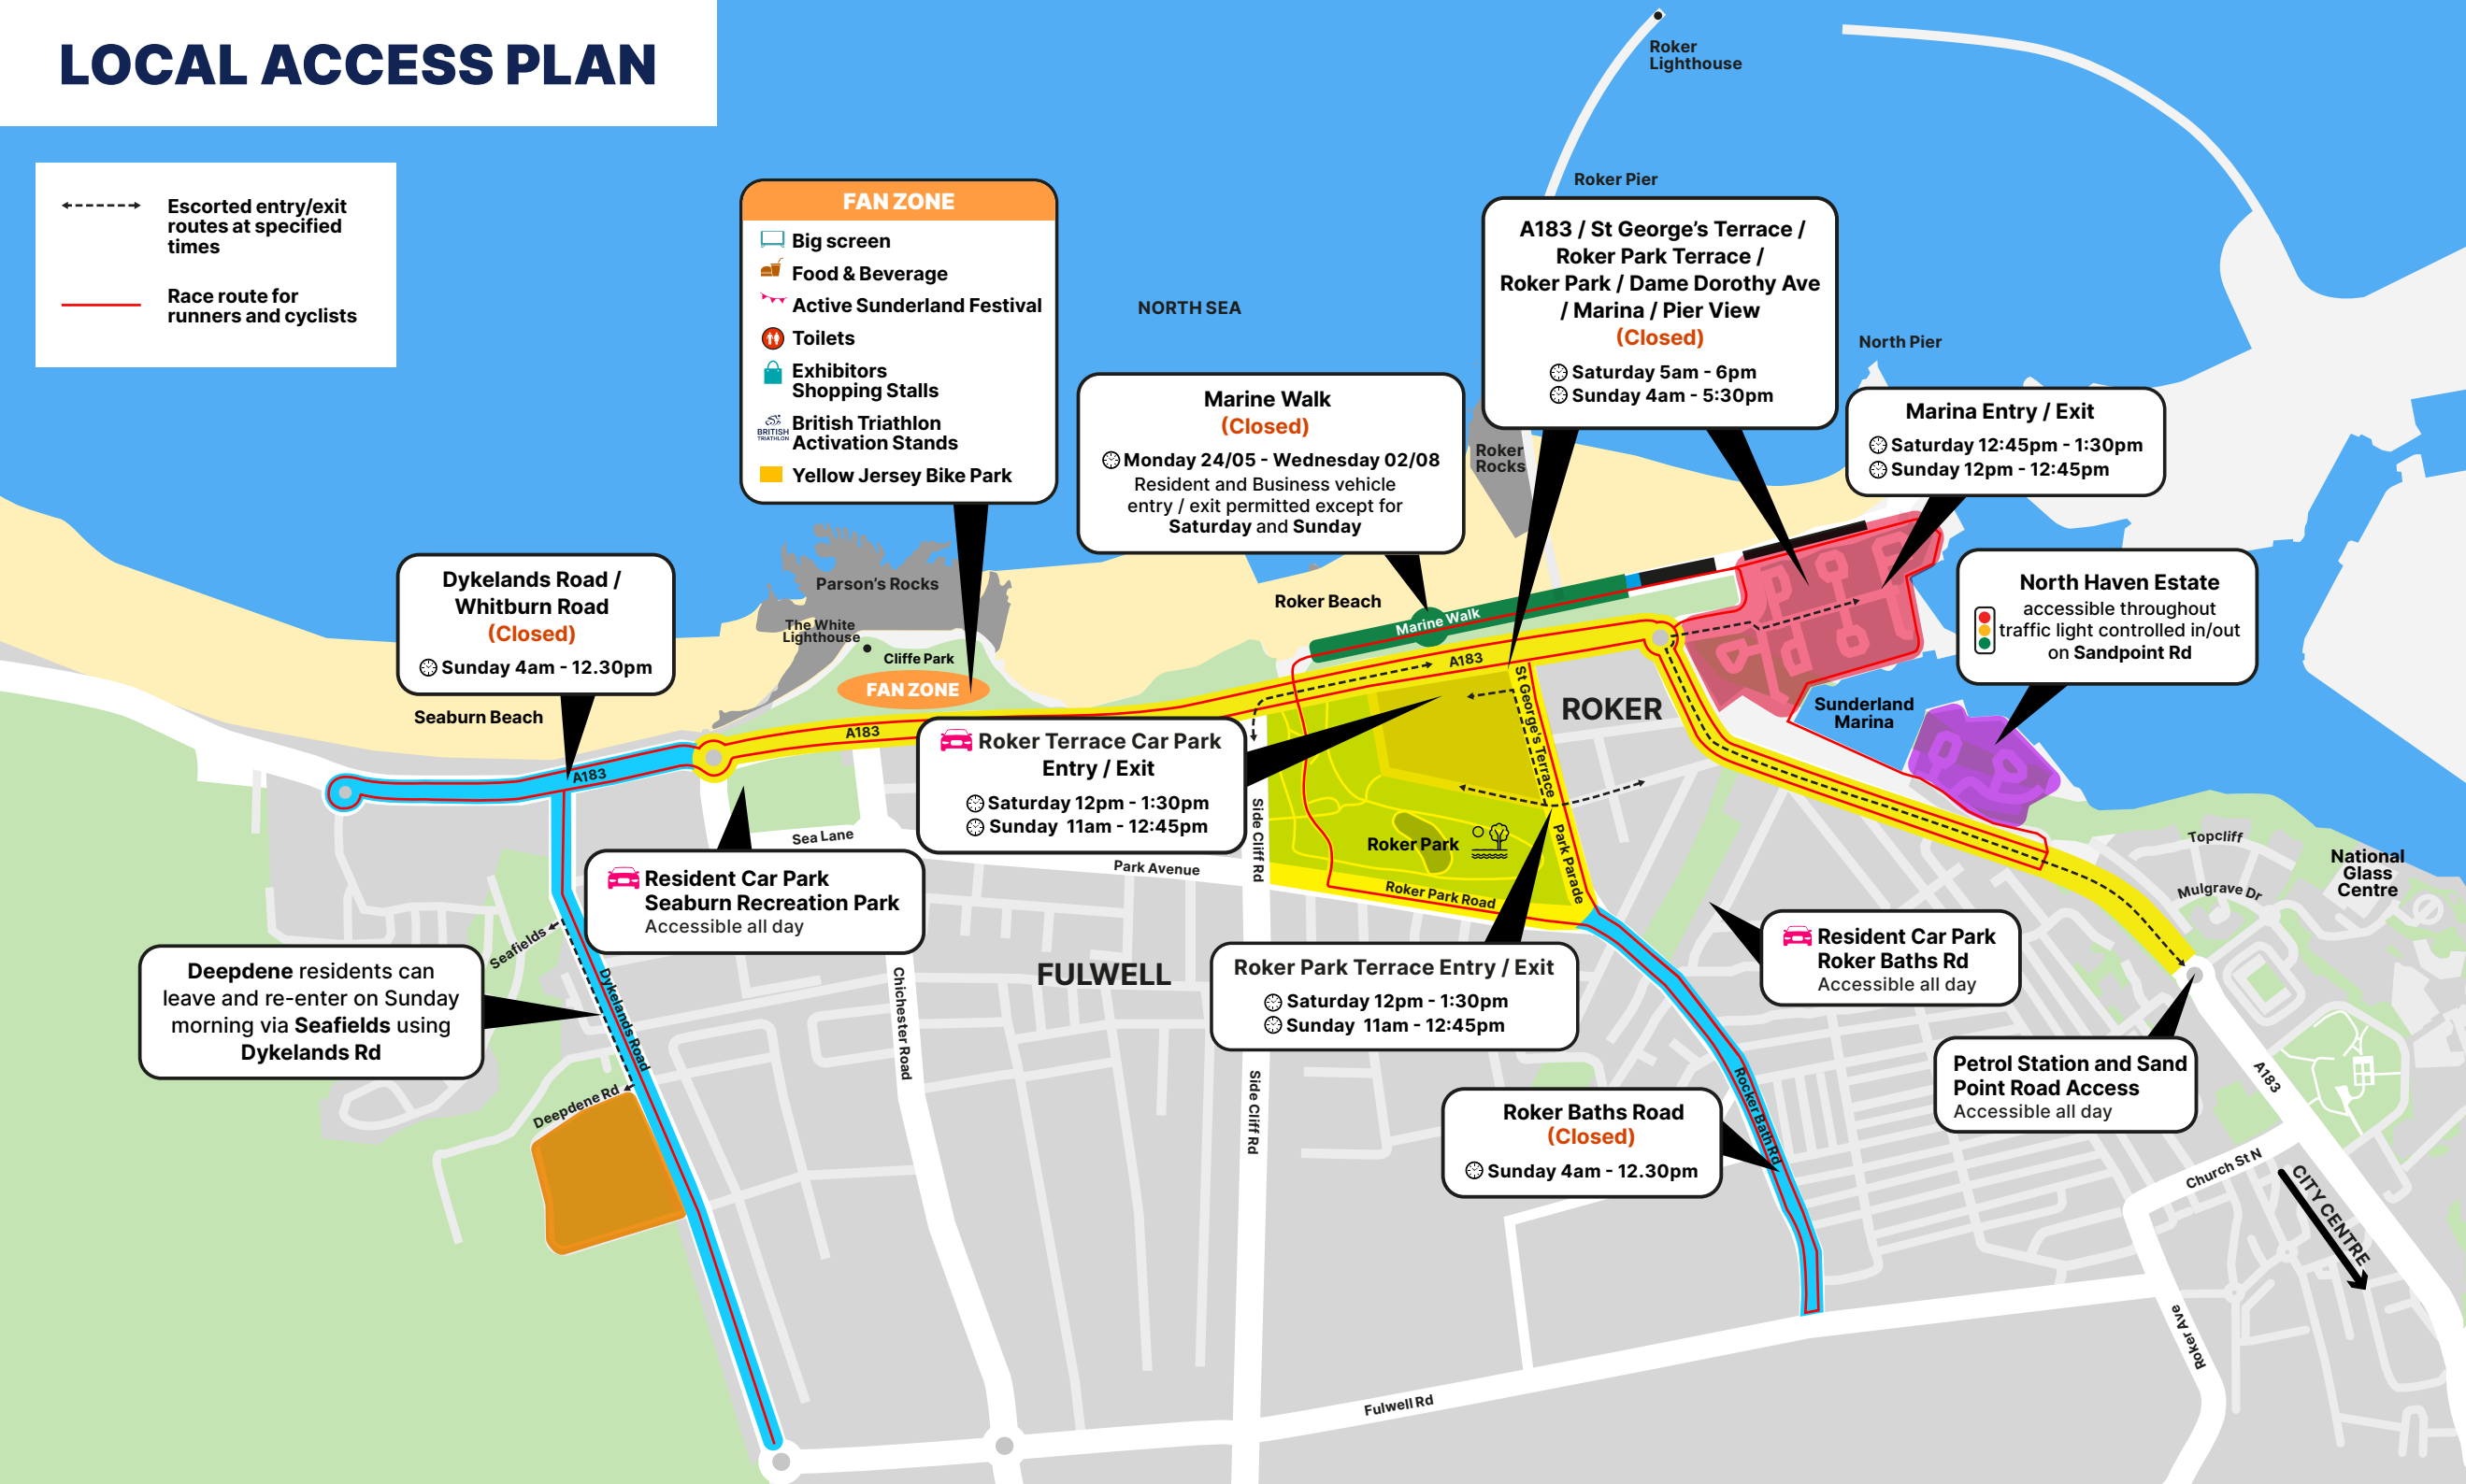 LOCAL ACCESS PLAN
Escorted entry/exit
routes at specified
times
Race route for
runners and cyclists
FAN ZONE
Big screen
Food & Beverage
Active Sunderland Festival
Toilets
Exhibitors
Shopping Stalls
BRITISH
TRIATHLON
British Triathlon
Activation Stands
Yellow Jersey Bike Park
Roker
Lighthouse
Roker Pier
NORTH SEA
North Pier
A183 / St George's Terrace /
Roker Park Terrace /
Roker Park / Dame Dorothy Ave
/ Marina / Pier View
(Closed)
Saturday 5am - 6pm
Sunday 4am - 5:30pm
Marine Walk
(Closed)
Monday 24/05 - Wednesday 02/08
Resident and Business vehicle
entry / exit permitted except for
Saturday and Sunday
Roker
Rocks
Marina Entry / Exit
Saturday 12:45pm - 1:30pm
Sunday 12pm - 12:45pm
North Haven Estate
accessible throughout
traffic light controlled in/out
on Sandpoint Rd
Dykelands Road /
Whitburn Road
(Closed)
Sunday 4am - 12.30pm
Parson's Rocks
The White
Lighthouse
Cliffe Park
FAN ZONE
Roker Beach
Marine Walk
A183
Seaburn Beach
A183
A183
St George's Terrace
ROKER
Sunderland
Marina
Roker Terrace Car Park
Entry / Exit
Saturday 12pm - 1:30pm
Sunday 11am - 12:45pm
Side Cliff Rd
Sea Lane
Park Avenue
Roker Park
Park Parade
Roker Park Road
Topcliff
Mulgrave Dr
National
Glass
Centre
Resident Car Park
Seaburn Recreation Park
Accessible all day
Resident Car Park
Roker Baths Rd
Accessible all day
Seafields
Deepdene residents can
leave and re-enter on Sunday
morning via Seafields using
Dykelands Rd
Dykelands Road
Chichester Road
FULWELL
Roker Park Terrace Entry / Exit
Saturday 12pm - 1:30pm
Sunday 11am - 12:45pm
Petrol Station and Sand
Point Road Access
Accessible all day
A183
Deepdene Rd
Side Cliff Rd
Roker Baths Road
(Closed)
Sunday 4am - 12.30pm
Rocker Bath Rd
Church St N
CITY CENTRE
Roker Ave
Fulwell Rd